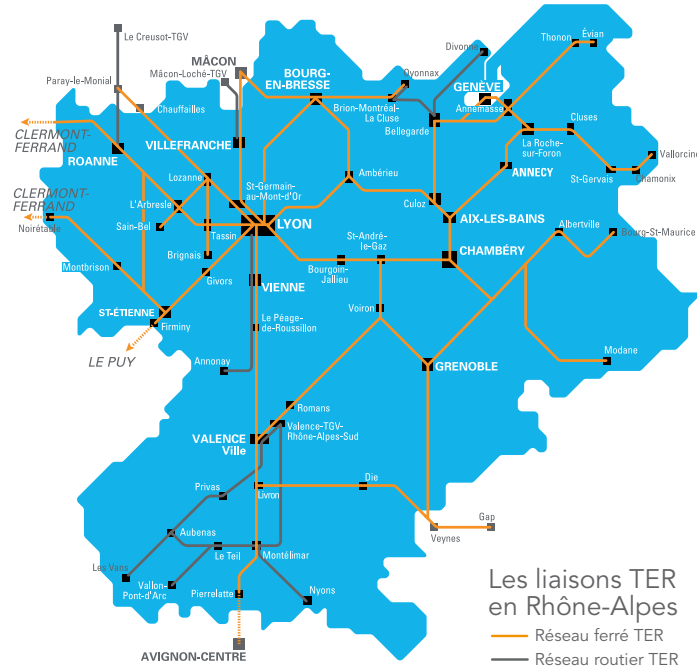 Le Creusot-TGV
Paray-le-Monial
MÂCON
Mâcon-Loché-TGV
Chauffailles
BOURG-
EN-BRESSE
Oyonnax
Brion-Montréal-
La Cluse
Divonne
Bellegarde
GENÈVE
Annemasse
Thonon
Évian
CLERMONT-
FERRAND
ROANNE
VILLEFRANCHE
La Roche-
sur-Foron
Cluses
Vallorcine
St-Gervais
Chamonix
CLERMONT-
FERRAND
Noirétable
Lozanne
St-Germain-
au-Mont-d'Or
Ambérieu
Culoz
ANNECY
L'Arbresle
Sain-Bel
Tassin
LYON
AIX-LES-BAINS
Albertville
Bourg-St-Maurice
Montbrison
Brignais
Givors
VIENNE
Bourgoin-
Jallieu
St-André-
le-Gaz
CHAMBÉRY
ST-ÉTIENNE
Firminy
LE PUY
Le Péage-
de-Roussillon
Voiron
Annonay
GRENOBLE
Modane
Romans
Valence-TGV-
Rhône-Alpes-Sud
VALENCE
Ville
Privas
Livron
Die
Gap
Veynes
Aubenas
Le Teil
Montélimar
Les Vans
Vallon-
Pont-d'Arc
Pierrelatte
Nyons
AVIGNON-CENTRE
Les liaisons TER
en Rhône-Alpes
Réseau ferré TER
Réseau routier TER